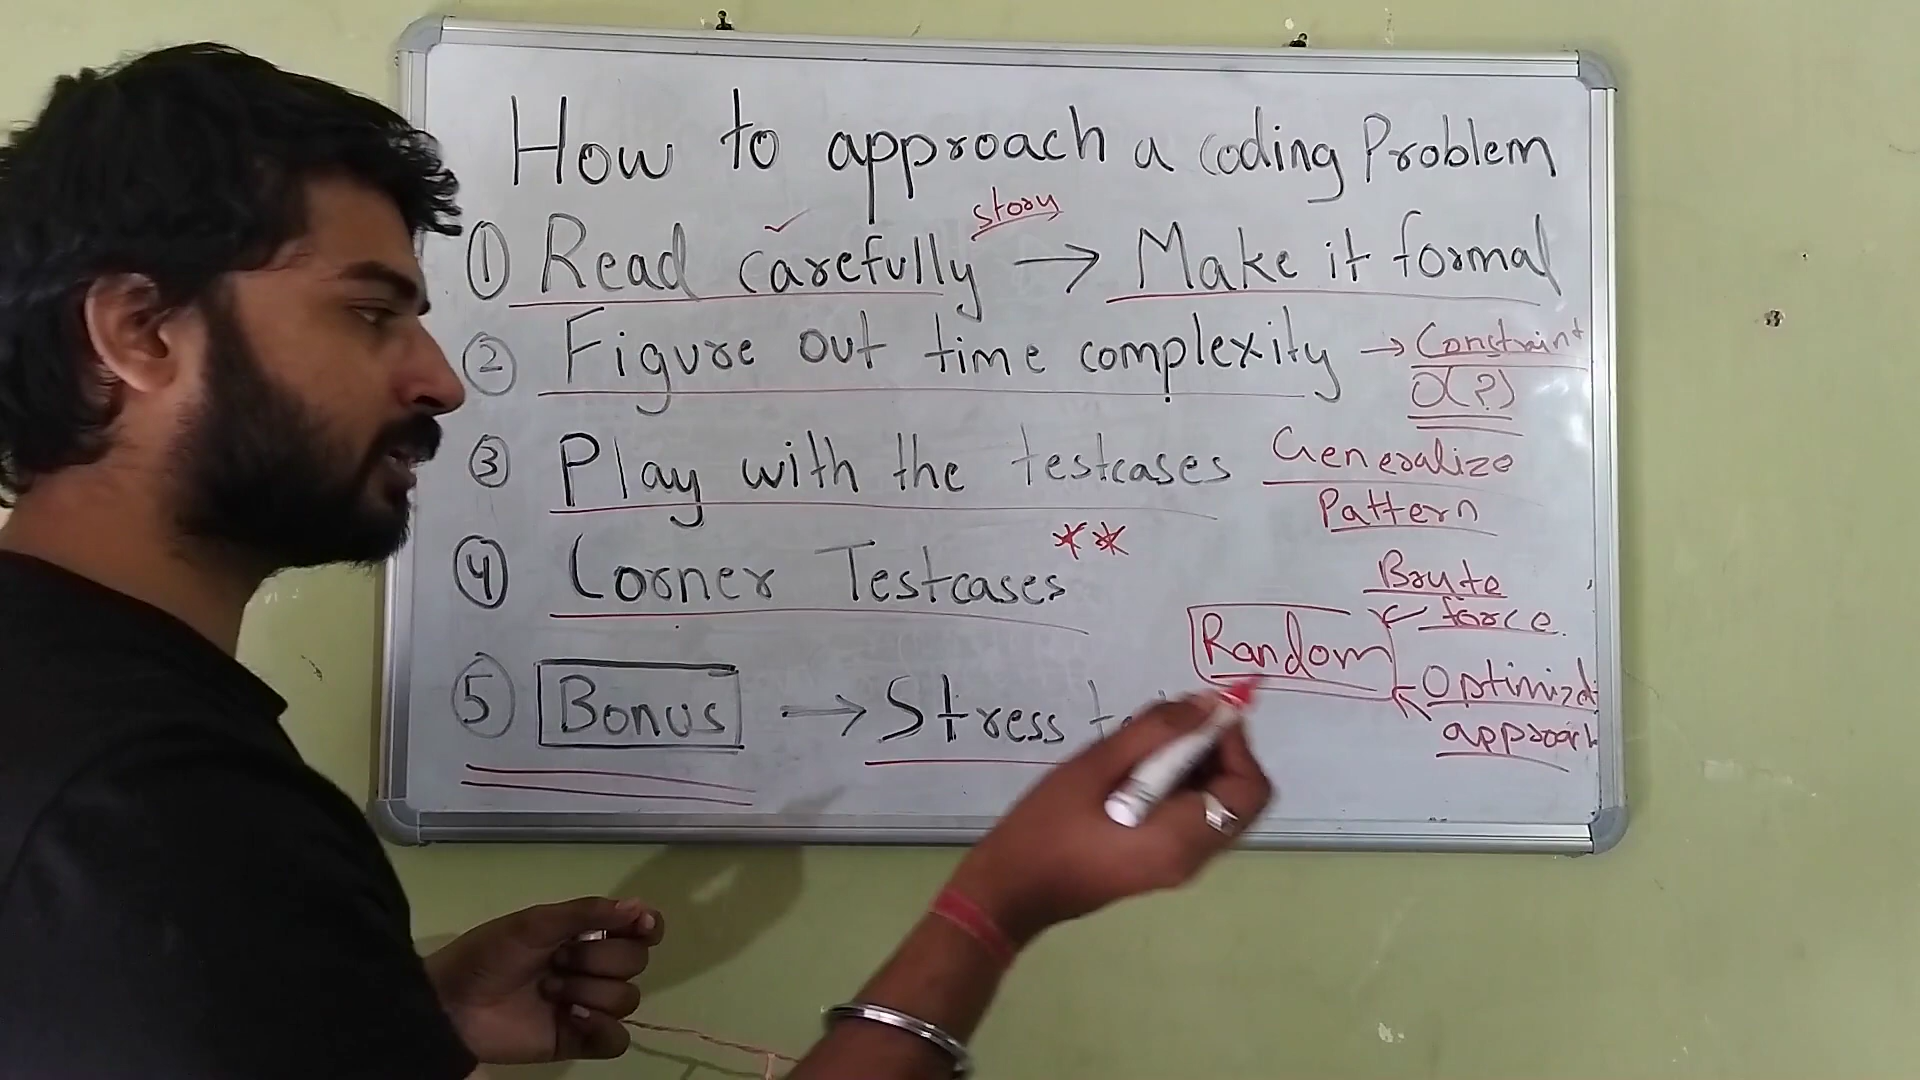 How to approach a coding Problem
story
① Read carefully → Make it formal
② Figure out time complexity → Constraint
O(?)
③ Play with the testcases Generalize
Pattern
④ Corner Testcases **
Brute
force
Random
Optimized
approach
⑤ Bonus → Stress